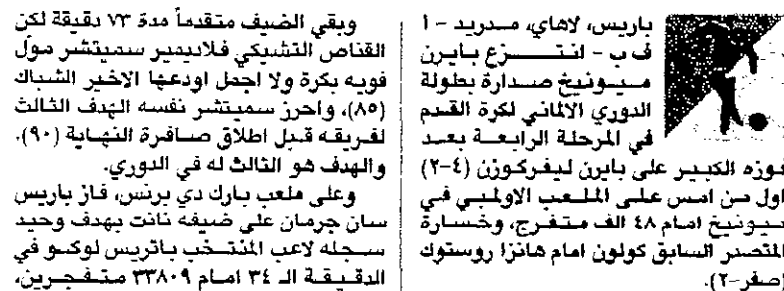 باريس، لاهاي، مدريد - ا
ف ب - انتزع بايرن
ميونيخ صدارة بطولة
الدوري الالماني لكرة القدم
في المرحلة الرابعة بعد
فوزه الكبير على بايرن ليفركوزن (٤-٢)
اول من امس على الملعب الاولمبي في
ميونيخ امام ٤٨ الف متفرج، وخسارة
المتصدر السابق كولون امام هانزا روستوك
(صفر-٢).
وبقي الضيف متقدماً مدة ٧٣ دقيقة لكن
القناص التشيكي فلاديمير سميتشر مول
فويه بكرة ولا اجمل اودعها الاخير الشباك
(٨٥)، واحرز سميتشر نفسه الهدف الثالث
لفريقه قبل اطلاق صافرة النهاية (٩٠).
والهدف هو الثالث له في الدوري.
وعلى ملعب بارك دي برنس، فاز باريس
سان جرمان على ضيفه نانت بهدف وحيد
سجله لاعب المنتخب باتريس لوكو في
الدقيقة الـ ٣٤ امام ٣٣٨٠٩ متفجرين،